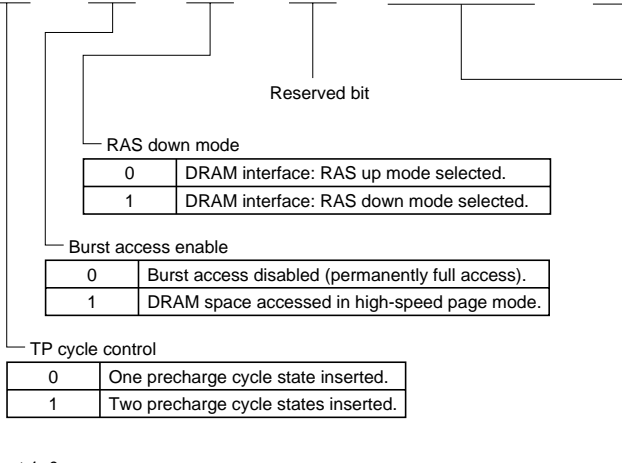 Reserved bit
RAS down mode
0 DRAM interface: RAS up mode selected.
1 DRAM interface: RAS down mode selected.
Burst access enable
0 Burst access disabled (permanently full access).
1 DRAM space accessed in high-speed page mode.
TP cycle control
0 One precharge cycle state inserted.
1 Two precharge cycle states inserted.